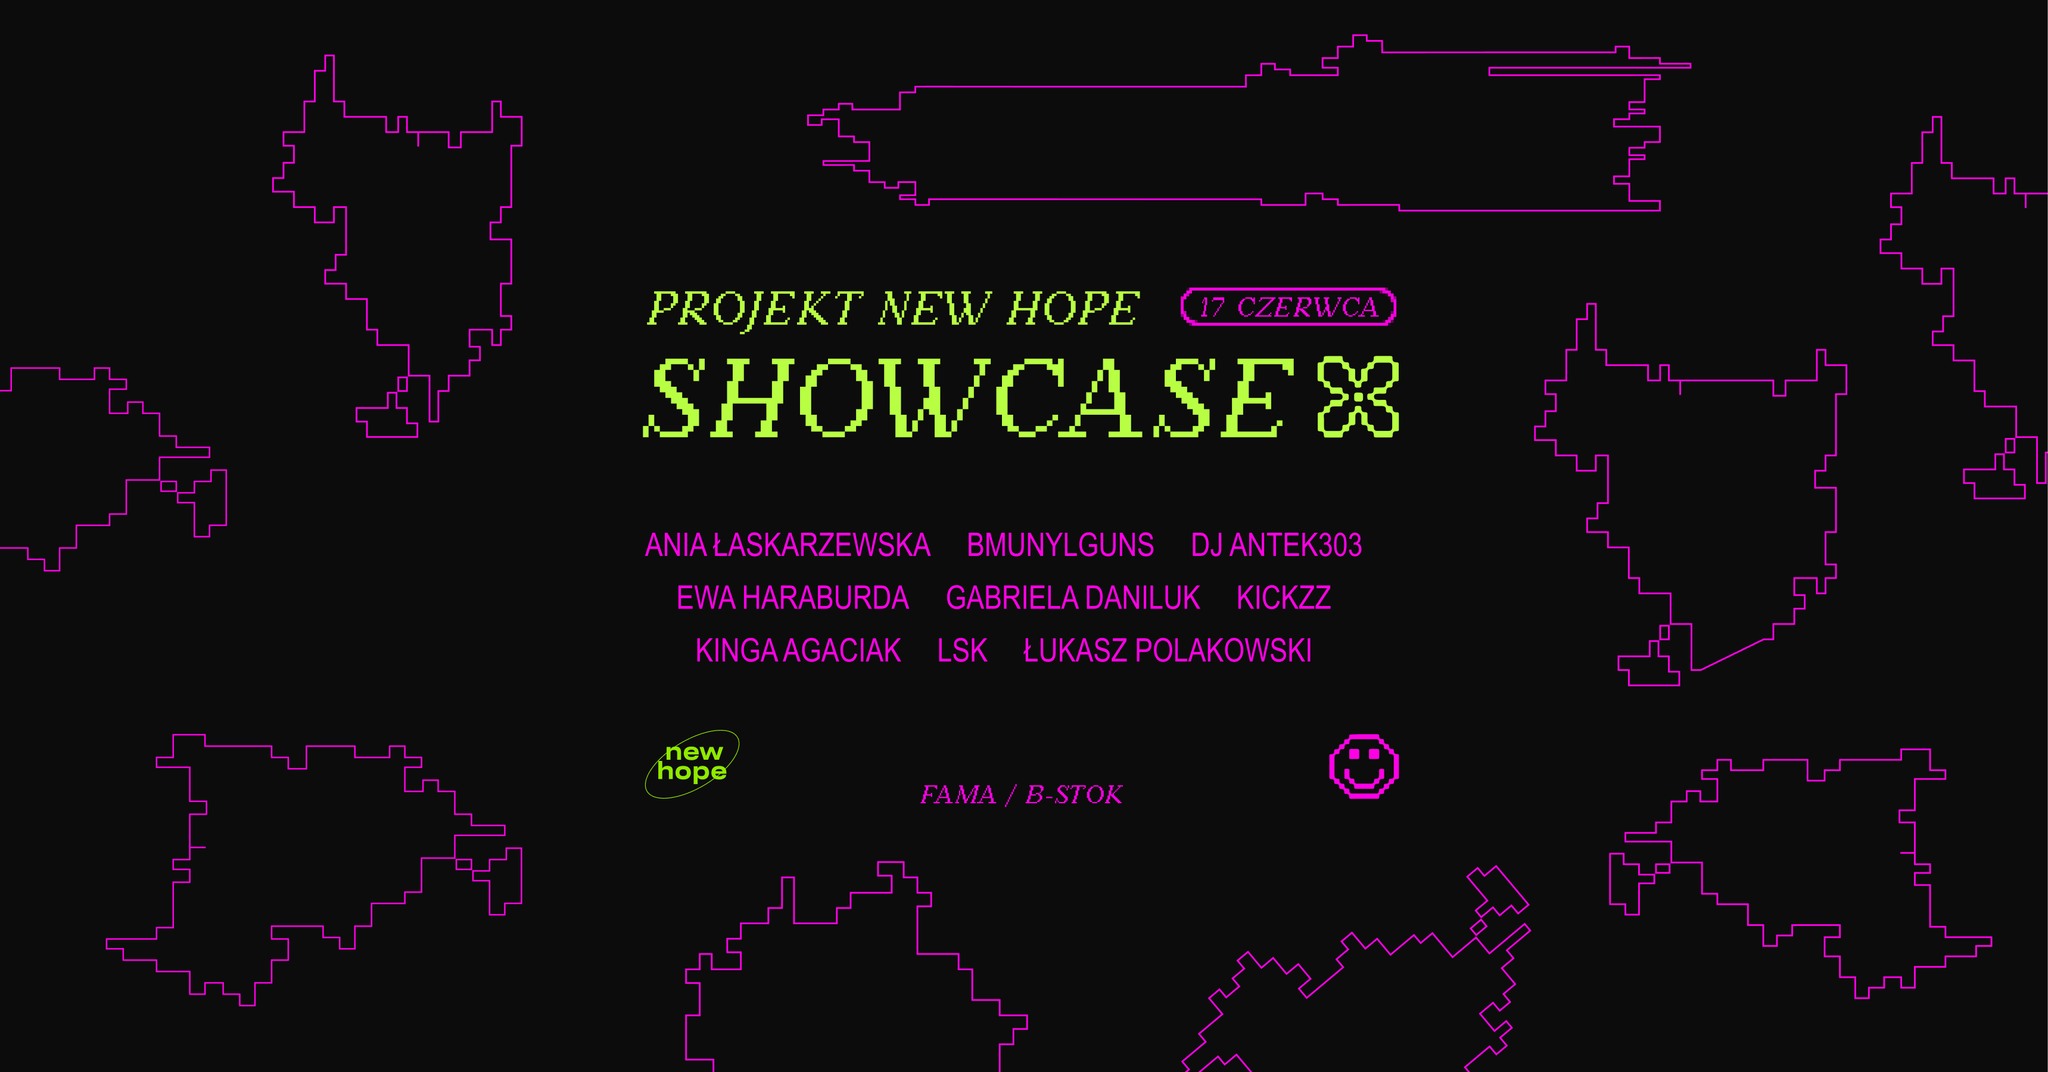 PROJEKT NEW HOPE 17 CZERWCA
SHOWCASE
ANIA ŁASKARZEWSKA BMUNYLGUNS DJ ANTEK303
EWA HARABURDA GABRIELA DANILUK KICKZZ
KINGA AGACIAK LSK ŁUKASZ POLAKOWSKI
new
hope
FAMA / B-STOK